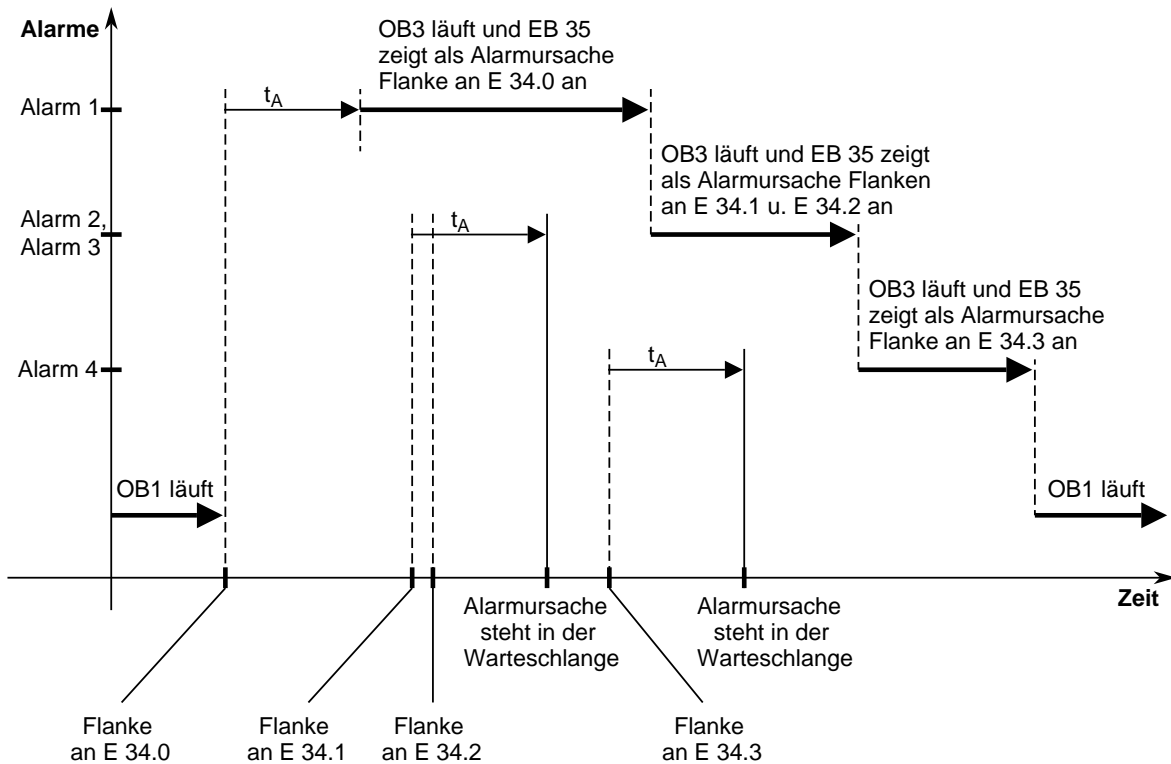 Alarme
OB3 läuft und EB 35
zeigt als Alarmursache
Flanke an E 34.0 an
Alarm 1
tA
OB3 läuft und EB 35 zeigt
als Alarmursache Flanken
an E 34.1 u. E 34.2 an
Alarm 2,
Alarm 3
tA
OB3 läuft und EB 35
zeigt als Alarmursache
Flanke an E 34.3 an
Alarm 4
tA
OB1 läuft
OB1 läuft
Zeit
Alarmursache
steht in der
Warteschlange
Alarmursache
steht in der
Warteschlange
Flanke
an E 34.0
Flanke
an E 34.1
Flanke
an E 34.2
Flanke
an E 34.3